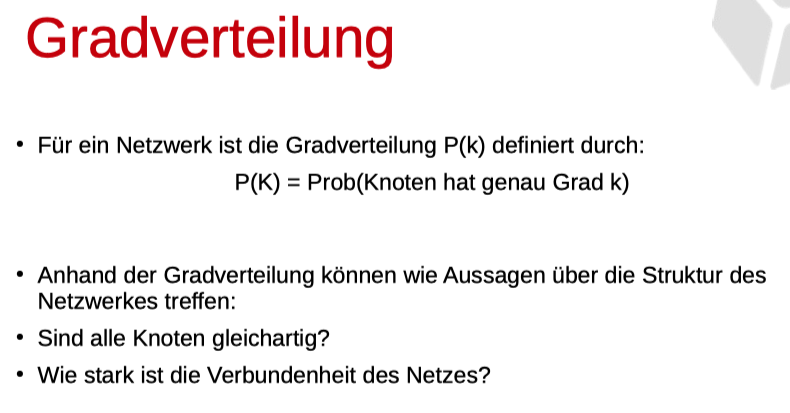 Gradverteilung
• Für ein Netzwerk ist die Gradverteilung P(k) definiert durch:
P(K) = Prob(Knoten hat genau Grad k)
• Anhand der Gradverteilung können wie Aussagen über die Struktur des
Netzwerkes treffen:
• Sind alle Knoten gleichartig?
• Wie stark ist die Verbundenheit des Netzes?